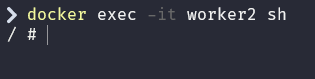 ❯ docker exec -it worker2 sh
/ #